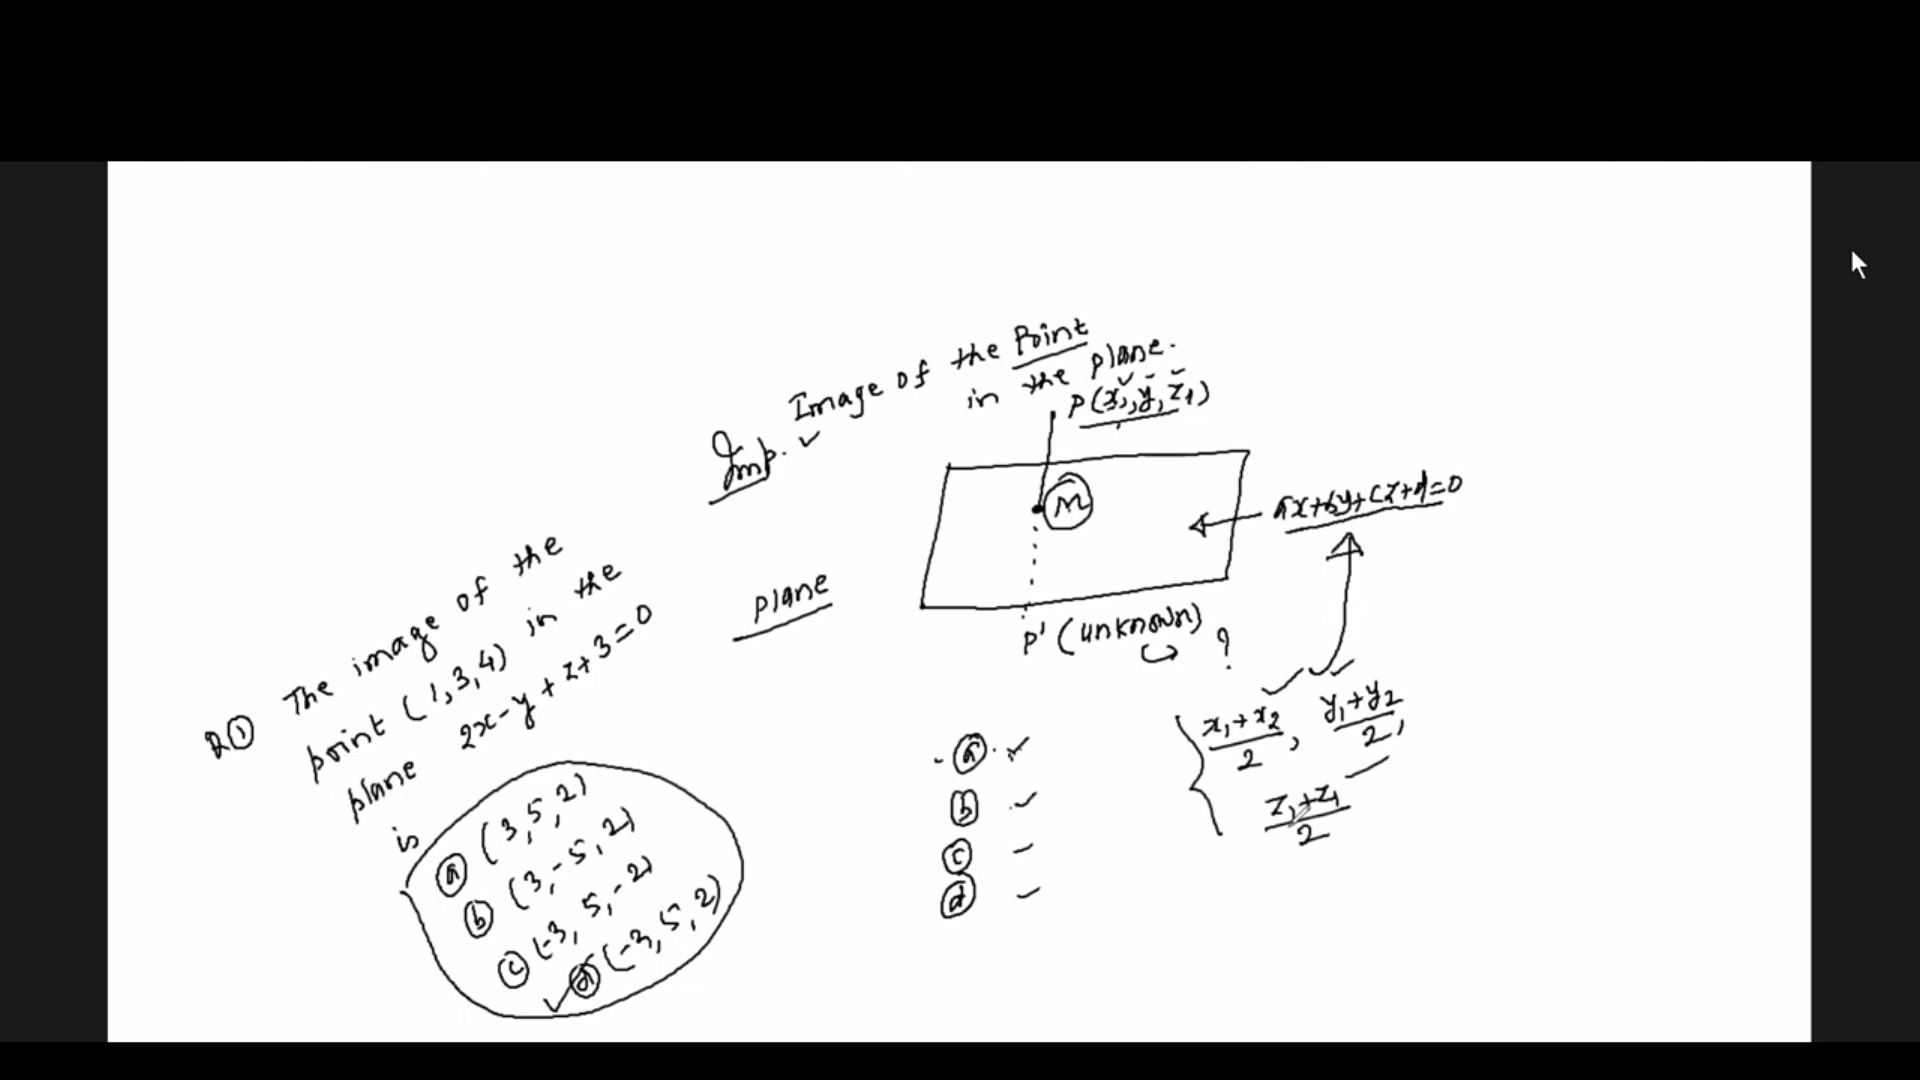 Image of the Point
in the plane.
Imp.
P(x₁, y, z₁)
M
ax+by+cz+d=0
plane
P' (unknown)
?
Q① The image of the
point (1,3,4) in the
plane 2x-y+z+3=0
is
ⓐ (3,5,2)
ⓑ (3,-5,2)
ⓒ (-3,5,-2)
ⓓ (-3,5,2)
ⓐ
ⓑ
ⓒ
ⓓ
x₁+x₂/2, y₁+y₂/2,
z₁+z₁/2